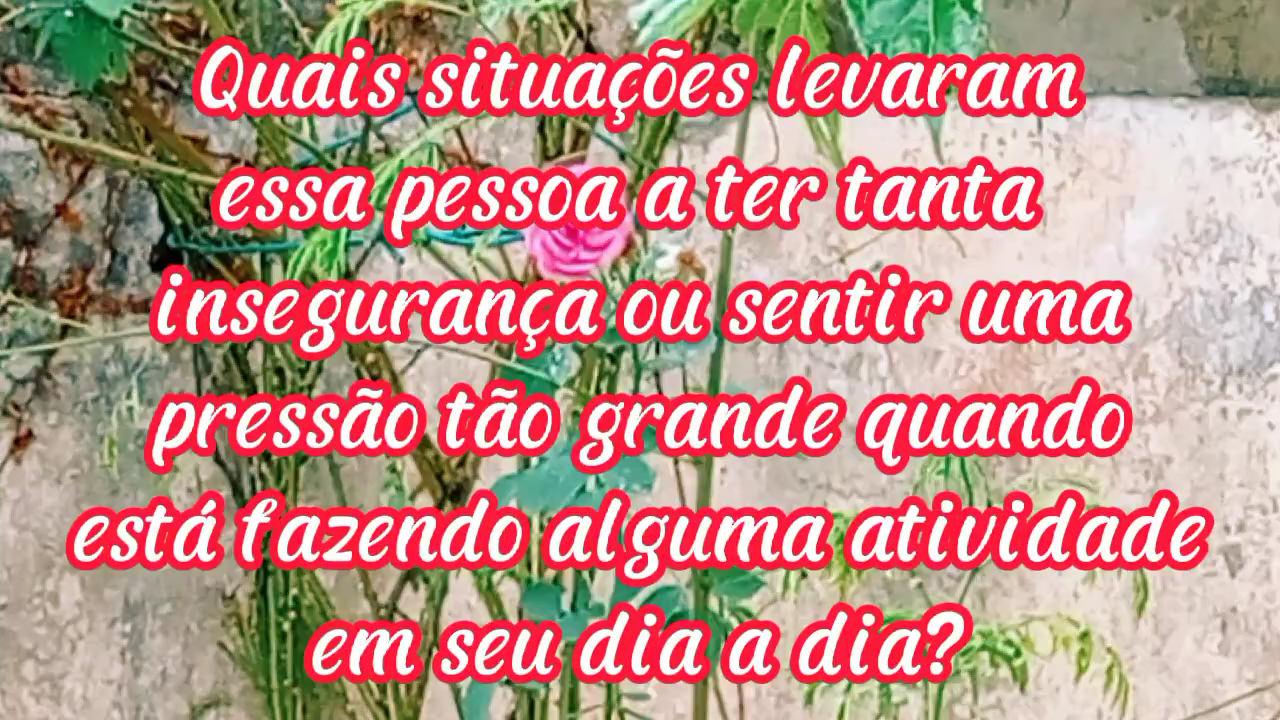 Quais situações levaram
essa pessoa a ter tanta
insegurança ou sentir uma
pressão tão grande quando
está fazendo alguma atividade
em seu dia a dia?